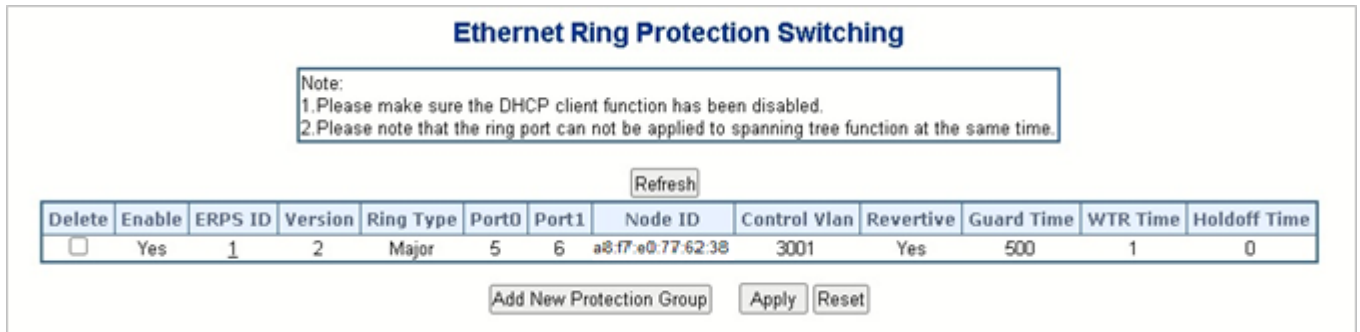 Ethernet Ring Protection Switching
Note:
1.Please make sure the DHCP client function has been disabled.
2.Please note that the ring port can not be applied to spanning tree function at the same time.
Refresh
Delete Enable ERPS ID Version Ring Type Port0 Port1 Node ID Control Vlan Revertive Guard Time WTR Time Holdoff Time
Yes 1 2 Major 5 6 a8:f7:e0:77:62:38 3001 Yes 500 1 0
Add New Protection Group Apply Reset